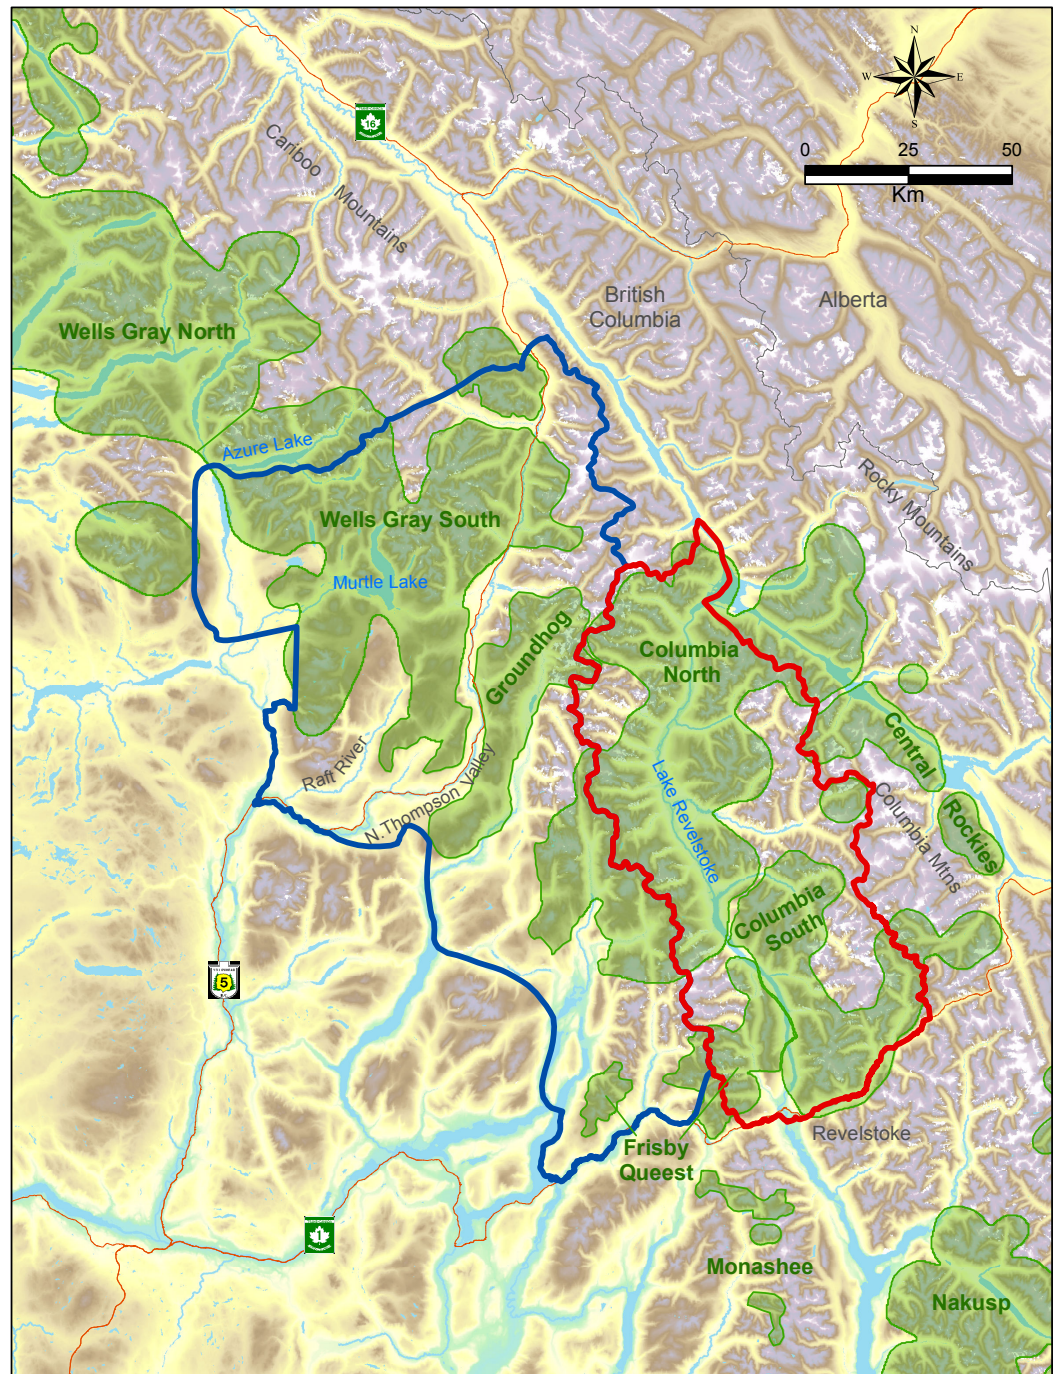 N
W
E
S
16
0 25 50
Km
Cariboo
Mountains
British
Columbia
Alberta
Wells Gray North
Azure Lake
Rocky Mountains
Wells Gray South
Murtle Lake
Groundhog
Columbia
North
Central
Rockies
Lake Revelstoke
Raft River
N.Thompson Valley
Columbia Mtns
Columbia
South
5
Revelstoke
Frisby
Queest
1
Monashee
Nakusp